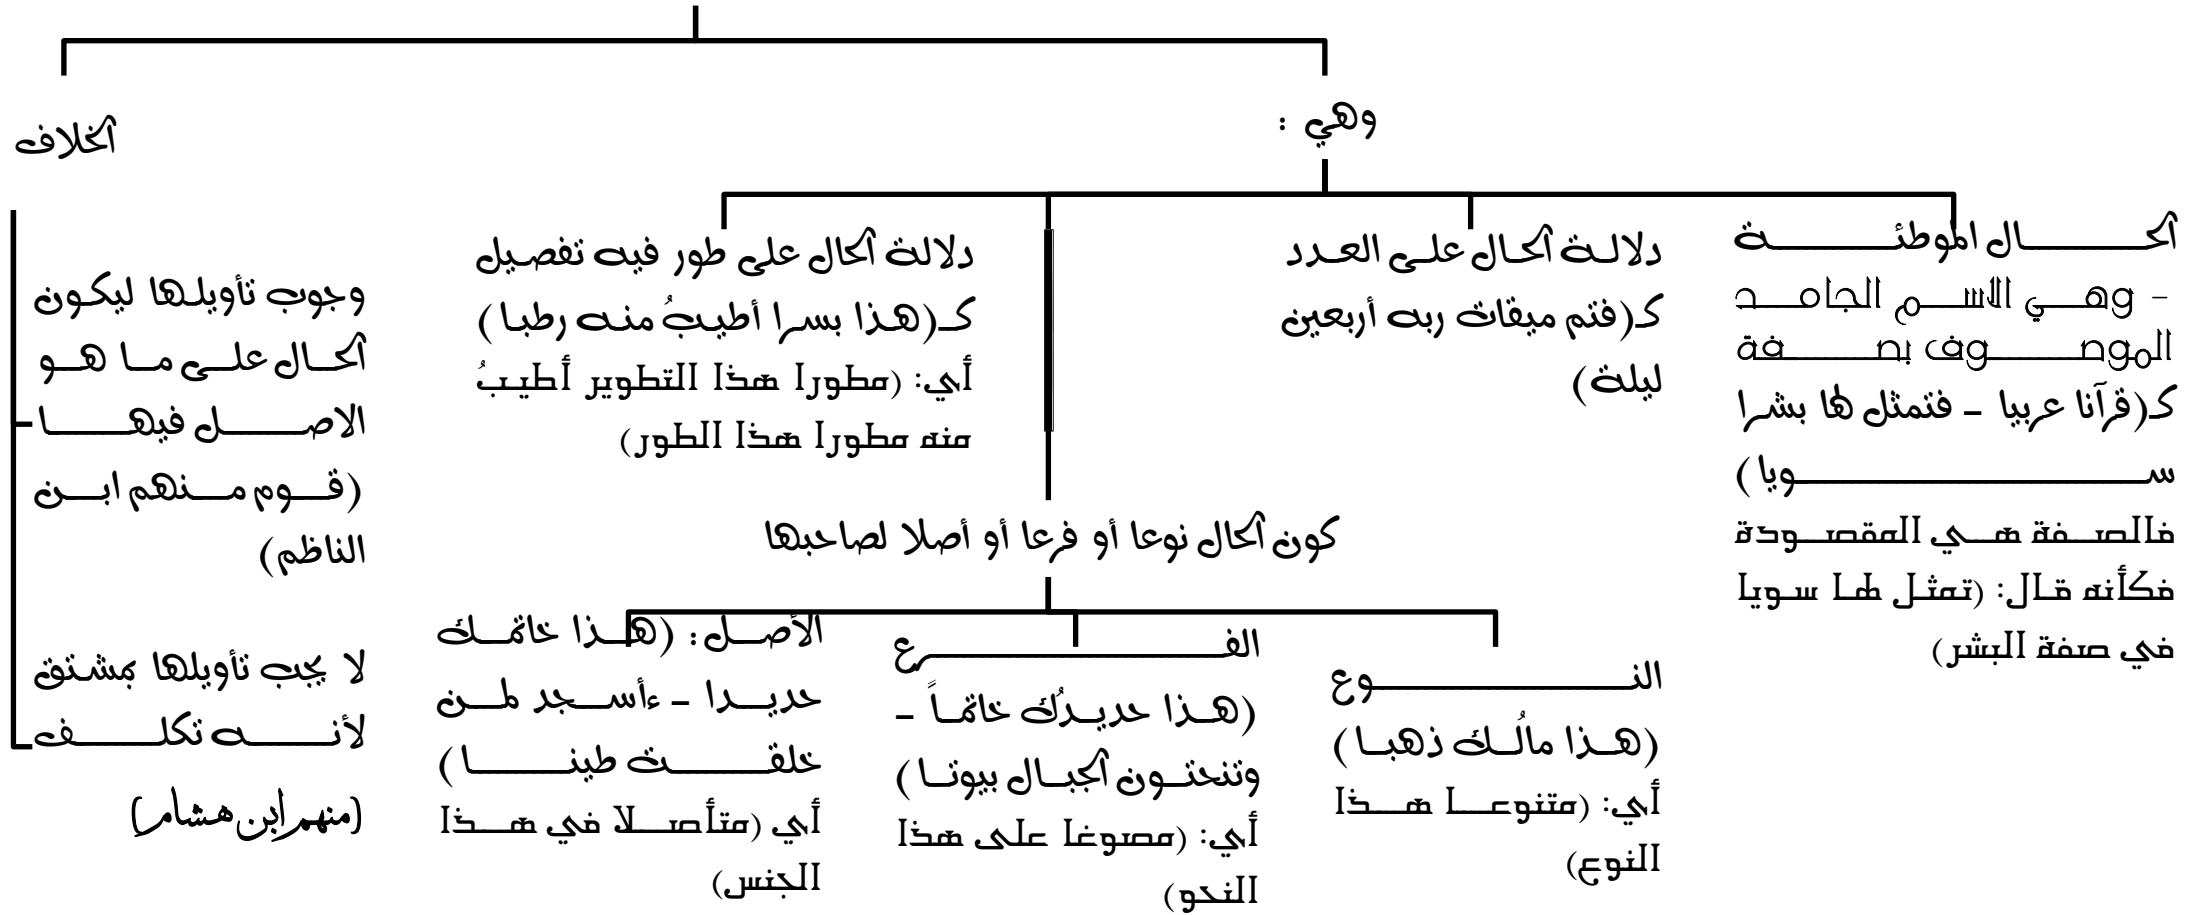 وهي :
الخلاف
الحال الموطئة
- وهي الاسم الجامد
الموصوف بصفة
كـ(قرآنا عربيا - فتمثل لها بشرا
سويا)
فالصفة هي المقصودة
فكأنه قال: (تمثل لها سويا
في صفة البشر)
دلالة الحال على العدد
كـ(فتم ميقات ربه أربعين
ليلة)
دلالة الحال على طور فيه تفصيل
كـ(هذا بسرا أطيبُ منه رطبا)
أي: (مطورا هذا التطوير أطيبُ
منه مطورا هذا الطور)
كون الحال نوعا أو فرعا أو أصلا لصاحبها
النوع
(هذا مالُك ذهبا)
أي: (متنوعا هذا
النوع)
الفرع
(هذا حديدُك خاتماً -
وتنحتون الجبال بيوتا)
أي: (مصوغا على هذا
النحو)
الأصل: (هذا خاتمك
حديدا - ءأسجد لمن
خلقت طينا)
أي (متأصلا في هذا
الجنس)
وجوب تأويلها ليكون
الحال على ما هو
الاصل فيها
(قوم منهم ابن
الناظم)
لا يجب تأويلها بمشتق
لأنه تكلف
(منهم ابن هشام)